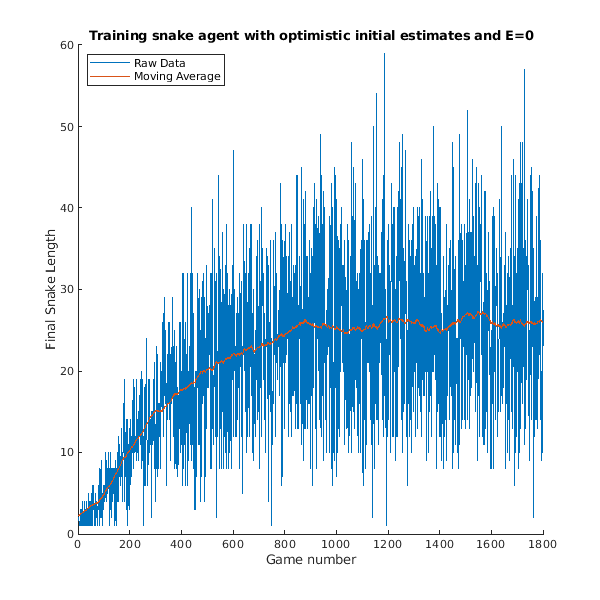 Training snake agent with optimistic initial estimates and E=0
Raw Data
Moving Average
Final Snake Length
60
50
40
30
20
10
0
0 200 400 600 800 1000 1200 1400 1600 1800
Game number